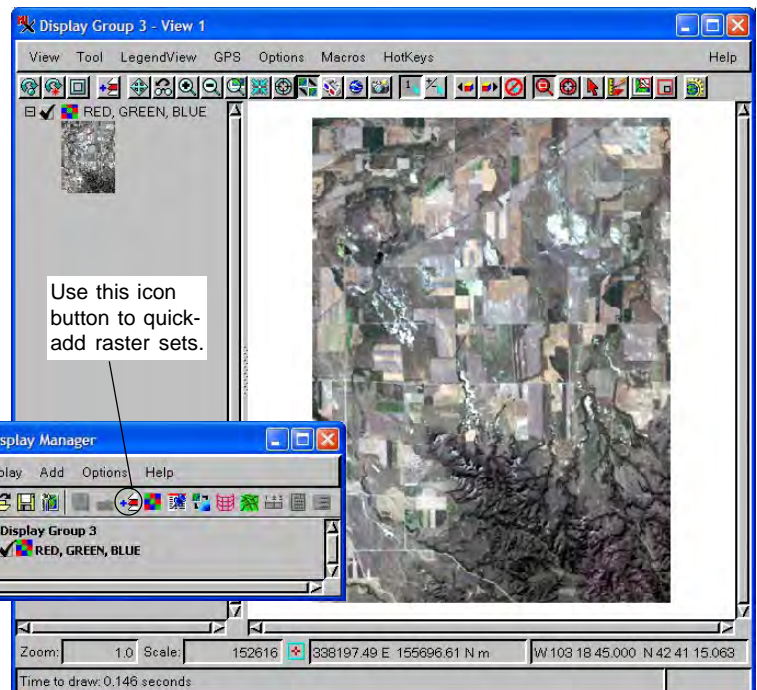 Display Group 3 - View 1
View Tool LegendView GPS Options Macros HotKeys Help
RED, GREEN, BLUE
Use this icon
button to quick-
add raster sets.
splay Manager
play Add Options Help
Display Group 3
RED, GREEN, BLUE
Zoom: 1.0 Scale: 152616 338197.49 E 155696.61 N m W 103 18 45.000 N 42 41 15.063
Time to draw: 0.146 seconds